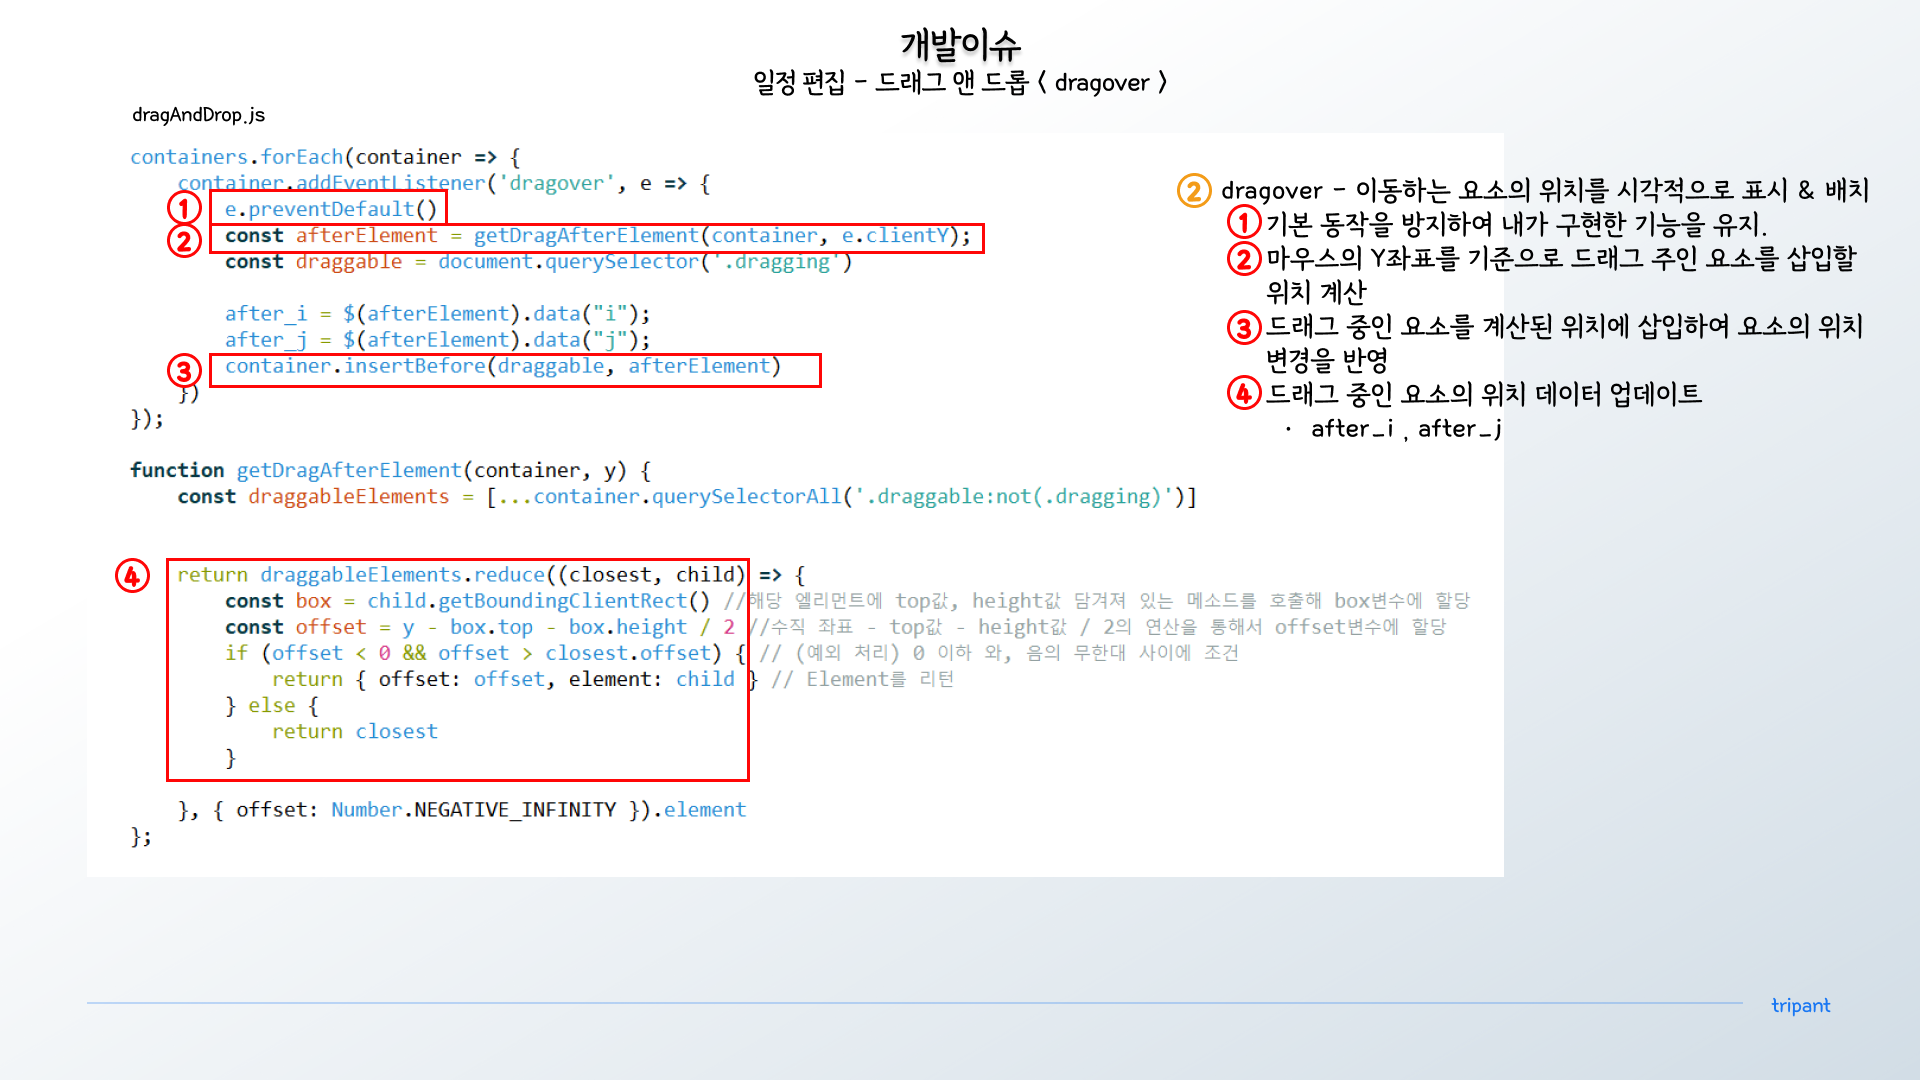 개발이슈
일정 편집 - 드래그 앤 드롭 < dragover >
dragAndDrop.js
containers.forEach(container => {
container.addEventListener('dragover', e => {
① e.preventDefault()
② const afterElement = getDragAfterElement(container, e.clientY);
const draggable = document.querySelector('.dragging')
after_i = $(afterElement).data("i");
after_j = $(afterElement).data("j");
③ container.insertBefore(draggable, afterElement)
})
});
function getDragAfterElement(container, y) {
const draggableElements = [...container.querySelectorAll('.draggable:not(.dragging)')]
④ return draggableElements.reduce((closest, child) => {
const box = child.getBoundingClientRect() //해당 엘리먼트에 top값, height값 담겨져 있는 메소드를 호출해 box변수에 할당
const offset = y - box.top - box.height / 2 //수직 좌표 - top값 - height값 / 2의 연산을 통해서 offset변수에 할당
if (offset < 0 && offset > closest.offset) { // (예외 처리) 0 이하 와, 음의 무한대 사이에 조건
return { offset: offset, element: child } // Element를 리턴
} else {
return closest
}
}, { offset: Number.NEGATIVE_INFINITY }).element
};
② dragover - 이동하는 요소의 위치를 시각적으로 표시 & 배치
① 기본 동작을 방지하여 내가 구현한 기능을 유지.
② 마우스의 Y좌표를 기준으로 드래그 주인 요소를 삽입할
위치 계산
③ 드래그 중인 요소를 계산된 위치에 삽입하여 요소의 위치
변경을 반영
④ 드래그 중인 요소의 위치 데이터 업데이트
· after_i , after_j
tripant